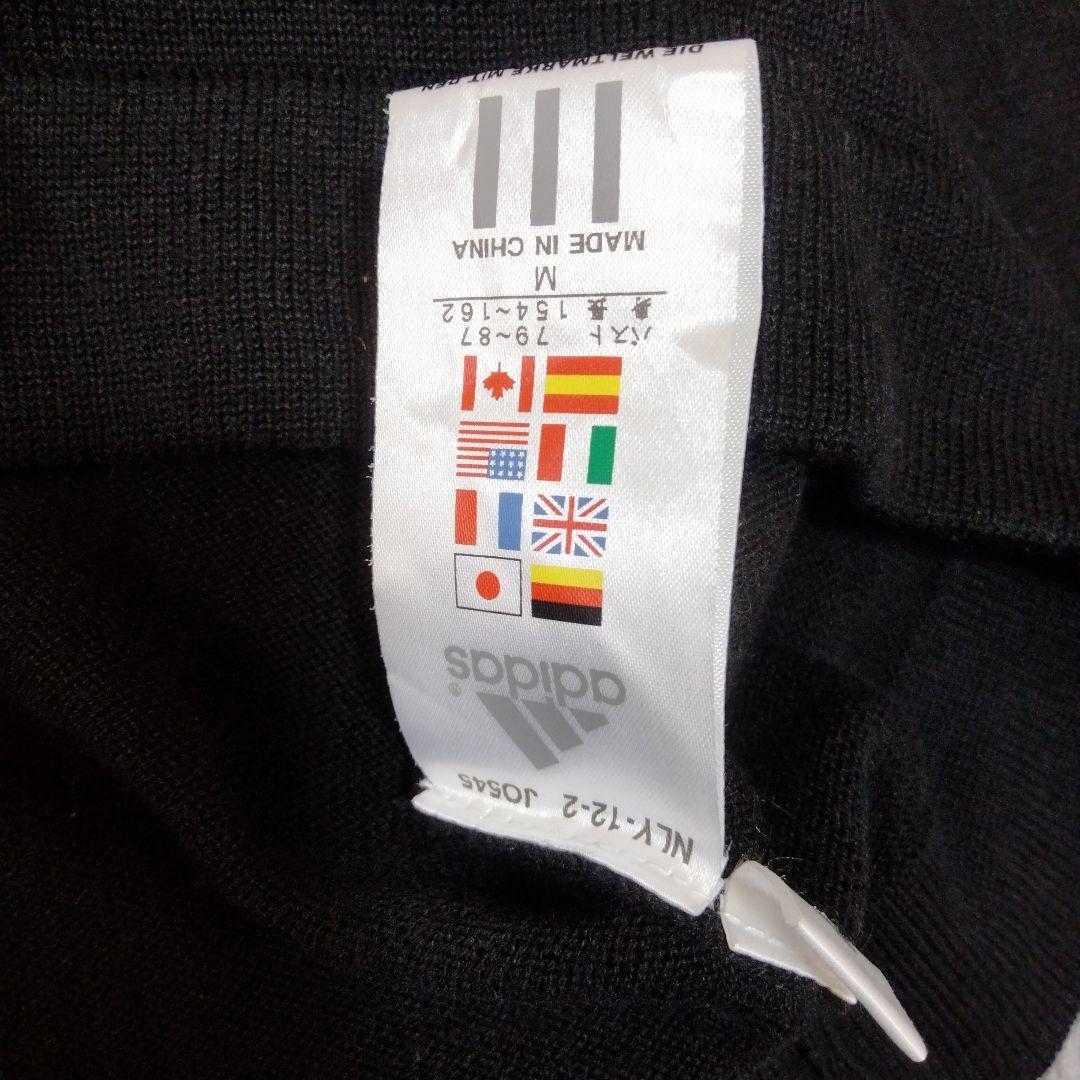 NLY-12-2 JO545
adidas®
バスト 79~87
身 長 154~162
M
MADE IN CHINA
DIE WELTMARKE MIT DEN